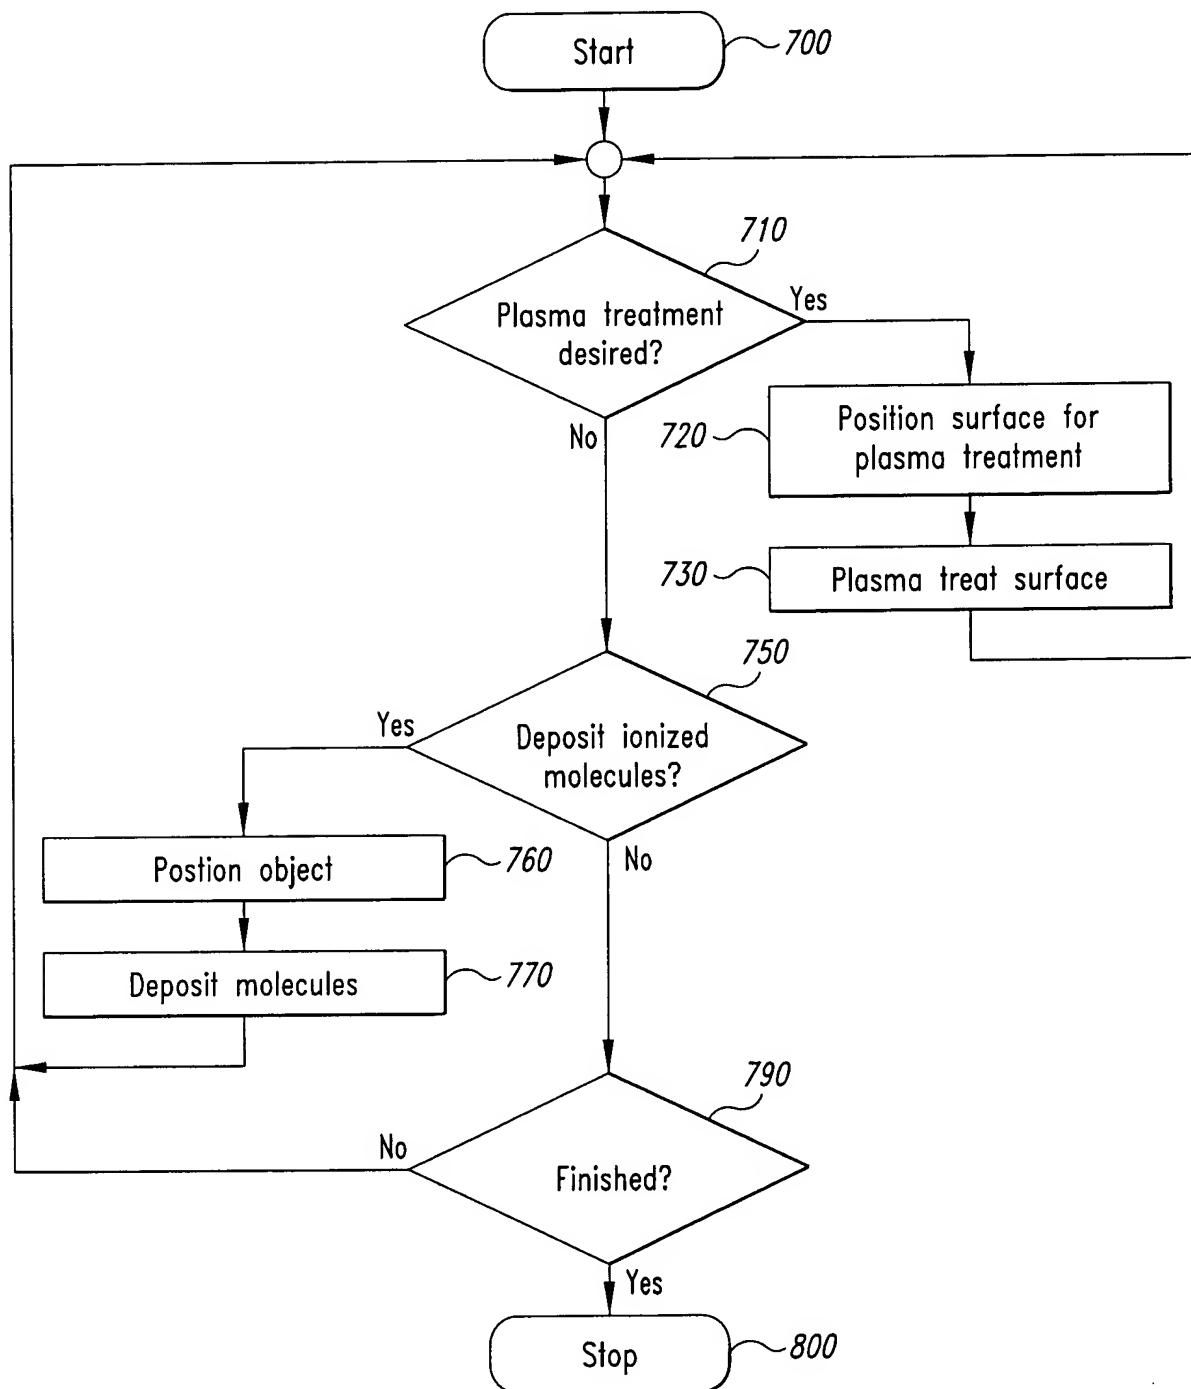 Start
700
710
Plasma treatment
desired?
Yes
No
720
Position surface for
plasma treatment
730
Plasma treat surface
750
Deposit ionized
molecules?
Yes
No
Postion object
760
Deposit molecules
770
790
Finished?
No
Yes
Stop
800